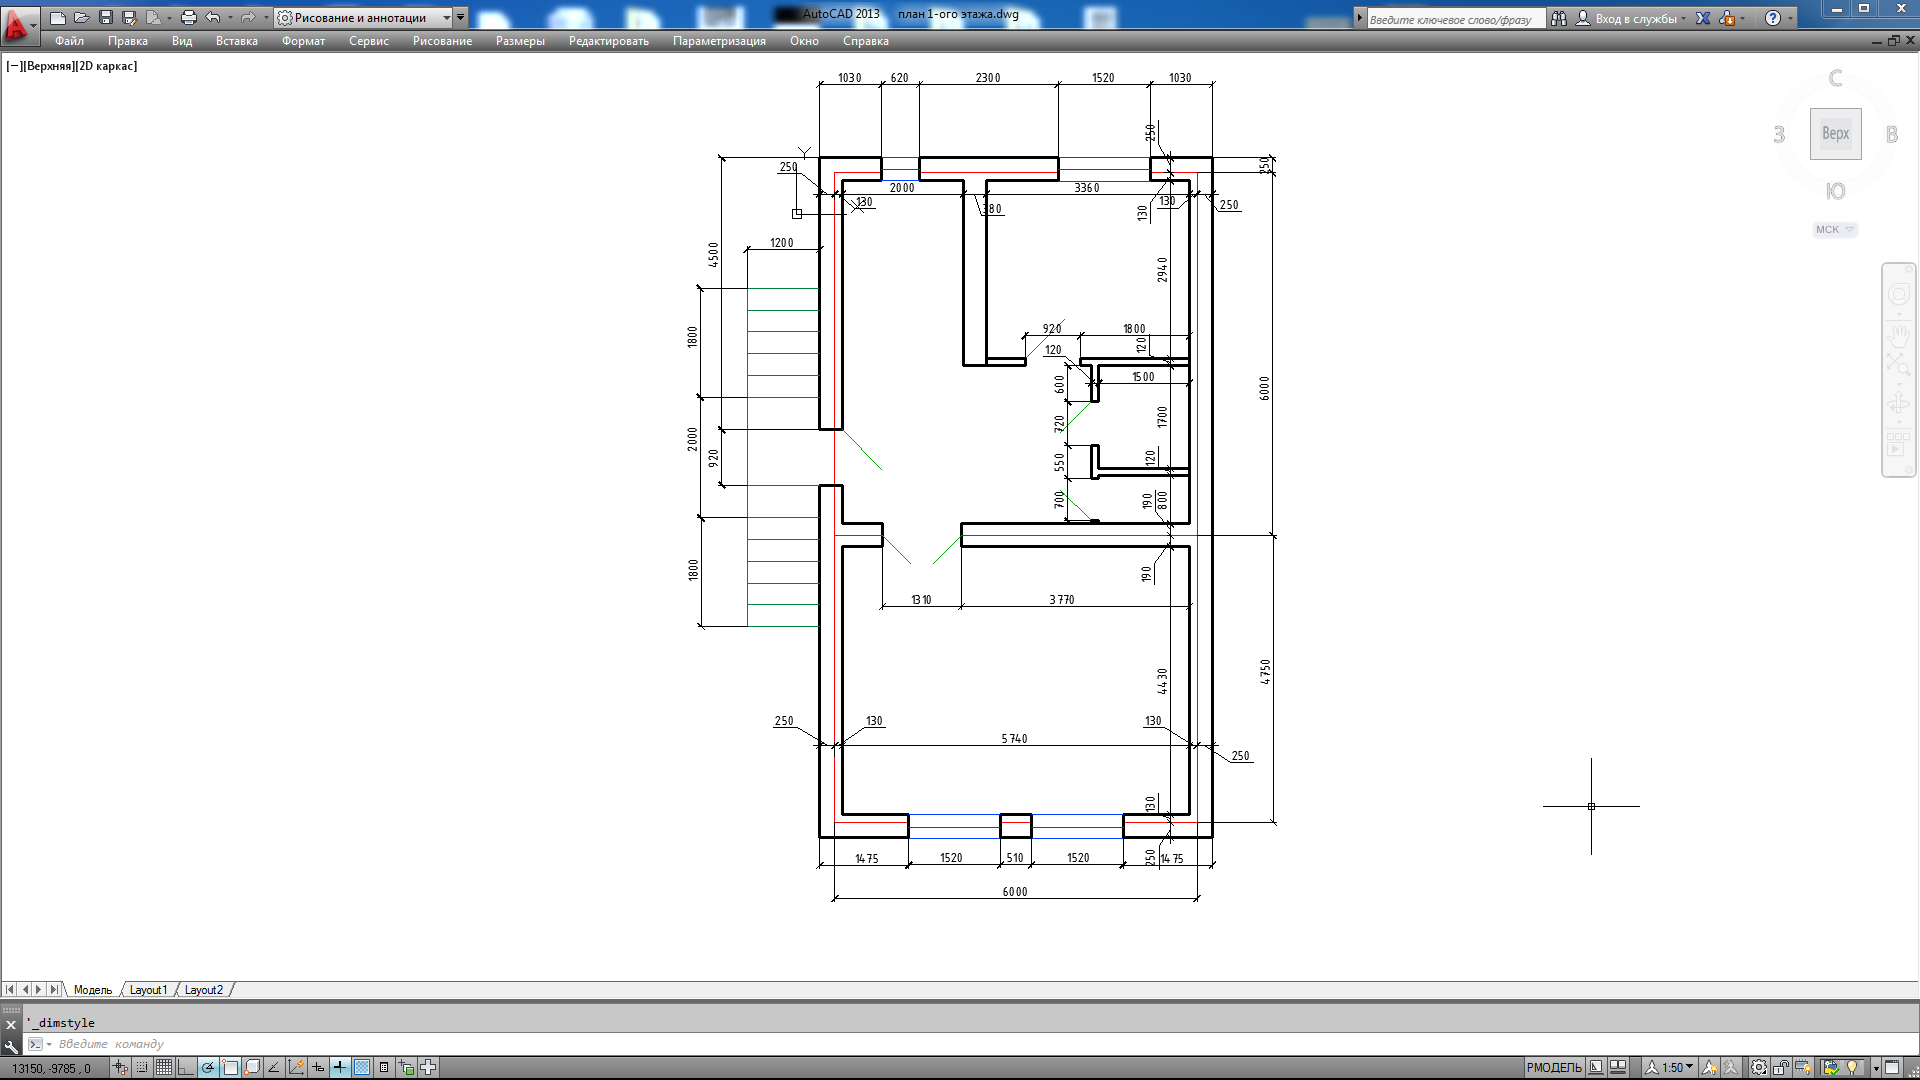 Рисование и аннотации
AutoCAD 2013 план 1-ого этажа.dwg
Введите ключевое слово/фразу
Вход в службы
Файл Правка Вид Вставка Формат Сервис Рисование Размеры Редактировать Параметризация Окно Справка
[−][Верхняя][2D каркас]
1030 620 2300 1520 1030
С
З Верх В
Ю
МСК
250 250
250
2000 3360
130 380 130 130 250
4500
1200
2940
1800
920 1800
120 120
600 1500
6000
720 1700
2000
920
550 120
700 190 800
1800
190
1310 3770
4430
4750
250 130 130
5740
250
130
1475 1520 510 1520 250 1475
6000
Модель Layout1 Layout2
'_dimstyle
Введите команду
13150, -9785 , 0
РМОДЕЛЬ
1:50